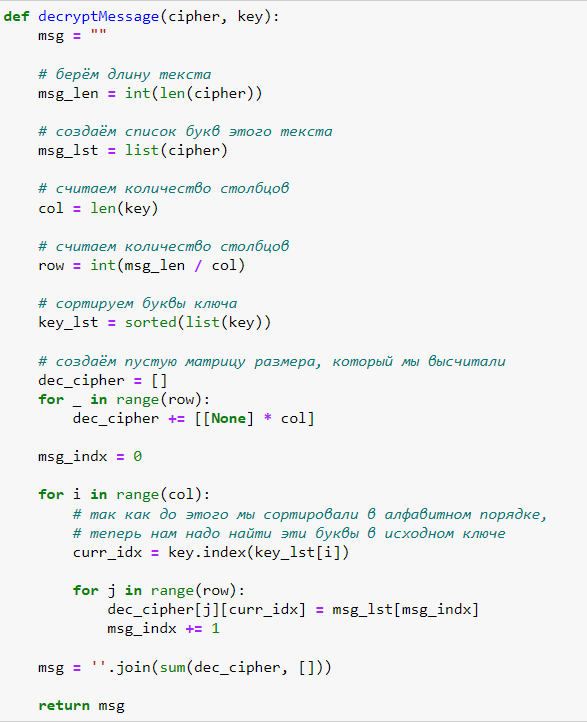 def decryptMessage(cipher, key):
    msg = ""

    # берём длину текста
    msg_len = int(len(cipher))

    # создаём список букв этого текста
    msg_lst = list(cipher)

    # считаем количество столбцов
    col = len(key)

    # считаем количество столбцов
    row = int(msg_len / col)

    # сортируем буквы ключа
    key_lst = sorted(list(key))

    # создаём пустую матрицу размера, который мы высчитали
    dec_cipher = []
    for _ in range(row):
        dec_cipher += [[None] * col]

    msg_indx = 0

    for i in range(col):
        # так как до этого мы сортировали в алфавитном порядке,
        # теперь нам надо найти эти буквы в исходном ключе
        curr_idx = key.index(key_lst[i])

        for j in range(row):
            dec_cipher[j][curr_idx] = msg_lst[msg_indx]
            msg_indx += 1

    msg = ''.join(sum(dec_cipher, []))

    return msg